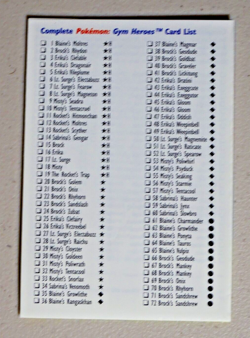 Complete Pokémon: Gym Heroes™ Card List
1 Blaine's Moltres
2 Brock's Rhydon
3 Erika's Clefable
4 Erika's Dragonair
5 Erika's Vileplume
6 Lt. Surge's Electabuzz
7 Lt. Surge's Fearow
8 Lt. Surge's Magneton
9 Misty's Seadra
10 Misty's Tentacruel
11 Rocket's Hitmonchan
12 Rocket's Moltres
13 Rocket's Scyther
14 Sabrina's Gengar
15 Brock
16 Erika
17 Lt. Surge
18 Misty
19 The Rocket's Trap
20 Brock's Golem
21 Brock's Onix
22 Brock's Rhyhorn
23 Brock's Sandslash
24 Brock's Zubat
25 Erika's Clefairy
26 Erika's Victreebel
27 Lt. Surge's Electabuzz
28 Lt. Surge's Raichu
29 Misty's Cloyster
30 Misty's Goldeen
31 Misty's Poliwrath
32 Misty's Tentacool
33 Rocket's Snorlax
34 Sabrina's Venomoth
35 Blaine's Growlithe
36 Blaine's Kangaskhan
37 Blaine's Magmar
38 Brock's Geodude
39 Brock's Golbat
40 Brock's Graveler
41 Brock's Lickitung
42 Erika's Dratini
43 Erika's Exeggcute
44 Erika's Exeggutor
45 Erika's Gloom
46 Erika's Gloom
47 Erika's Oddish
48 Erika's Weepinbell
49 Erika's Weepinbell
50 Lt. Surge's Magnemite
51 Lt. Surge's Raticate
52 Lt. Surge's Spearow
53 Misty's Poliwhirl
54 Misty's Psyduck
55 Misty's Seaking
56 Misty's Starmie
57 Misty's Tentacool
58 Sabrina's Haunter
59 Sabrina's Jynx
60 Sabrina's Slowbro
61 Blaine's Charmander
62 Blaine's Growlithe
63 Blaine's Ponyta
64 Blaine's Tauros
65 Blaine's Vulpix
66 Brock's Geodude
67 Brock's Mankey
68 Brock's Mankey
69 Brock's Onix
70 Brock's Rhyhorn
71 Brock's Sandshrew
72 Brock's Sandshrew